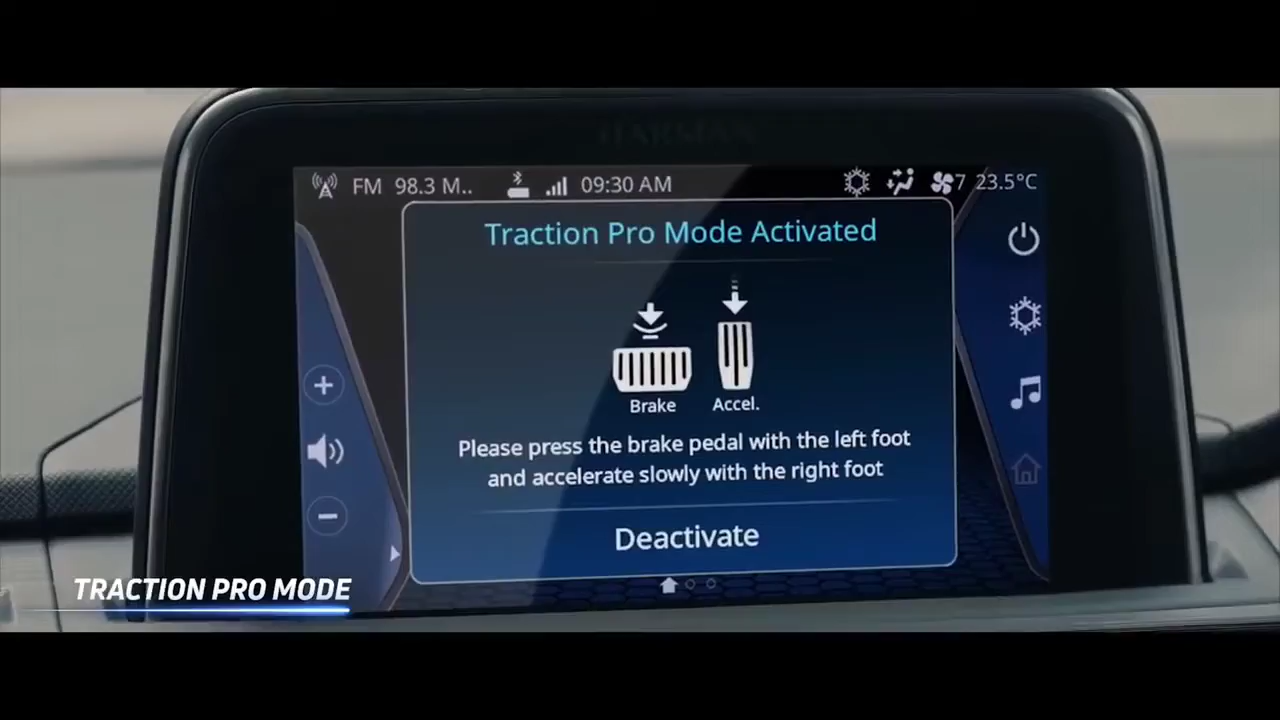 HARMAN
FM 98.3 M.. 09:30 AM 7 23.5°C
Traction Pro Mode Activated
Brake Accel.
Please press the brake pedal with the left foot
and accelerate slowly with the right foot
Deactivate
TRACTION PRO MODE